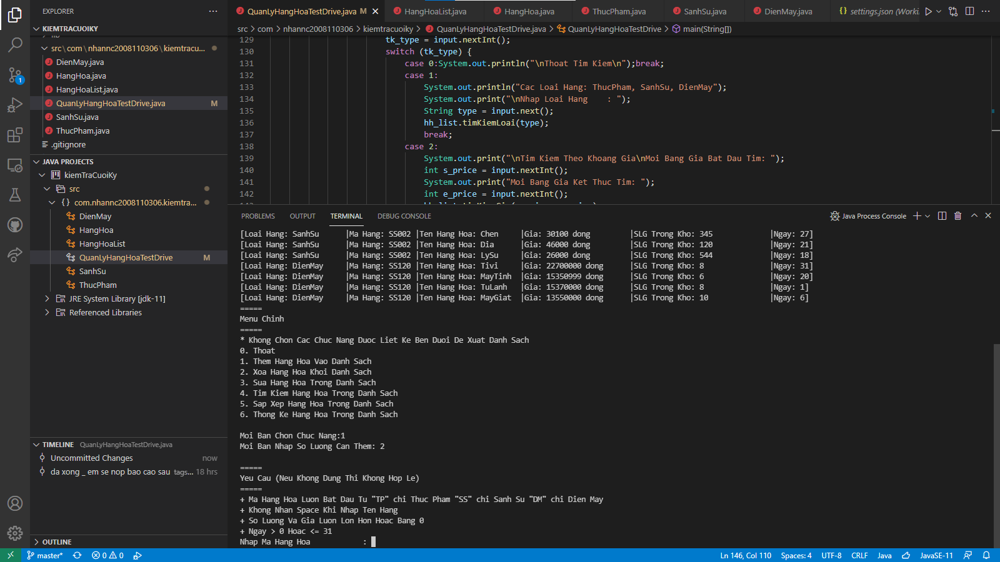 EXPLORER
KIEMTRACUOIKY
lib
src\com\nhannc2008110306\kiemtracu...
DienMay.java
HangHoa.java
HangHoaList.java
QuanLyHangHoaTestDrive.java M
SanhSu.java
ThucPham.java
.gitignore
JAVA PROJECTS
kiemTraCuoiKy
src
com.nhannc2008110306.kiemtra...
DienMay
HangHoa
HangHoaList
QuanLyHangHoaTestDrive M
SanhSu
ThucPham
JRE System Library [jdk-11]
Referenced Libraries
TIMELINE QuanLyHangHoaTestDrive.java
Uncommitted Changes now
da xong _ em se nop bao cao sau tags... 18 hrs
OUTLINE
QuanLyHangHoaTestDrive.java M HangHoaList.java HangHoa.java ThucPham.java SanhSu.java DienMay.java {} settings.json (Worki
src > com > nhannc2008110306 > kiemtracuoiky > QuanLyHangHoaTestDrive.java > QuanLyHangHoaTestDrive > main(String[])
129 tk_type = input.nextInt();
130 switch (tk_type) {
131 case 0:System.out.println("\nThoat Tim Kiem\n");break;
132 case 1:
133 System.out.println("Cac Loai Hang: ThucPham, SanhSu, DienMay");
134 System.out.print("\nNhap Loai Hang    : ");
135 String type = input.next();
136 hh_list.timKiemLoai(type);
137 break;
138 case 2:
139 System.out.print("\nTim Kiem Theo Khoang Gia\nMoi Bang Gia Bat Dau Tim: ");
140 int s_price = input.nextInt();
141 System.out.print("Moi Bang Gia Ket Thuc Tim: ");
142 int e_price = input.nextInt();
PROBLEMS OUTPUT TERMINAL DEBUG CONSOLE Java Process Console
[Loai Hang: SanhSu      |Ma Hang: SS002 |Ten Hang Hoa: Chen     |Gia: 30100 dong         |SLG Trong Kho: 345             |Ngay: 27]
[Loai Hang: SanhSu      |Ma Hang: SS002 |Ten Hang Hoa: Dia      |Gia: 46000 dong         |SLG Trong Kho: 120             |Ngay: 21]
[Loai Hang: SanhSu      |Ma Hang: SS002 |Ten Hang Hoa: LySu     |Gia: 26000 dong         |SLG Trong Kho: 544             |Ngay: 18]
[Loai Hang: DienMay     |Ma Hang: SS120 |Ten Hang Hoa: Tivi     |Gia: 22700000 dong      |SLG Trong Kho: 8               |Ngay: 31]
[Loai Hang: DienMay     |Ma Hang: SS120 |Ten Hang Hoa: MayTinh  |Gia: 15350999 dong      |SLG Trong Kho: 6               |Ngay: 20]
[Loai Hang: DienMay     |Ma Hang: SS120 |Ten Hang Hoa: TuLanh   |Gia: 15370000 dong      |SLG Trong Kho: 8               |Ngay: 1]
[Loai Hang: DienMay     |Ma Hang: SS120 |Ten Hang Hoa: MayGiat  |Gia: 13550000 dong      |SLG Trong Kho: 10              |Ngay: 6]
=====
Menu Chinh
=====
* Khong Chon Cac Chuc Nang Duoc Liet Ke Ben Duoi De Xuat Danh Sach
0. Thoat
1. Them Hang Hoa Vao Danh Sach
2. Xoa Hang Hoa Khoi Danh Sach
3. Sua Hang Hoa Trong Danh Sach
4. Tim Kiem Hang Hoa Trong Danh Sach
5. Sap Xep Hang Hoa Trong Danh Sach
6. Thong Ke Hang Hoa Trong Danh Sach
Moi Ban Chon Chuc Nang:1
Moi Ban Nhap So Luong Can Them: 2
=====
Yeu Cau (Neu Khong Dung Thi Khong Hop Le)
=====
+ Ma Hang Hoa Luon Bat Dau Tu "TP" chi Thuc Pham "SS" chi Sanh Su "DM" chi Dien May
+ Khong Nhan Space Khi Nhap Ten Hang
+ So Luong Va Gia Luon Lon Hon Hoac Bang 0
+ Ngay > 0 Hoac <= 31
Nhap Ma Hang Hoa            :
1
master* 0 0 Ln 146, Col 110 Spaces: 4 UTF-8 CRLF Java JavaSE-11